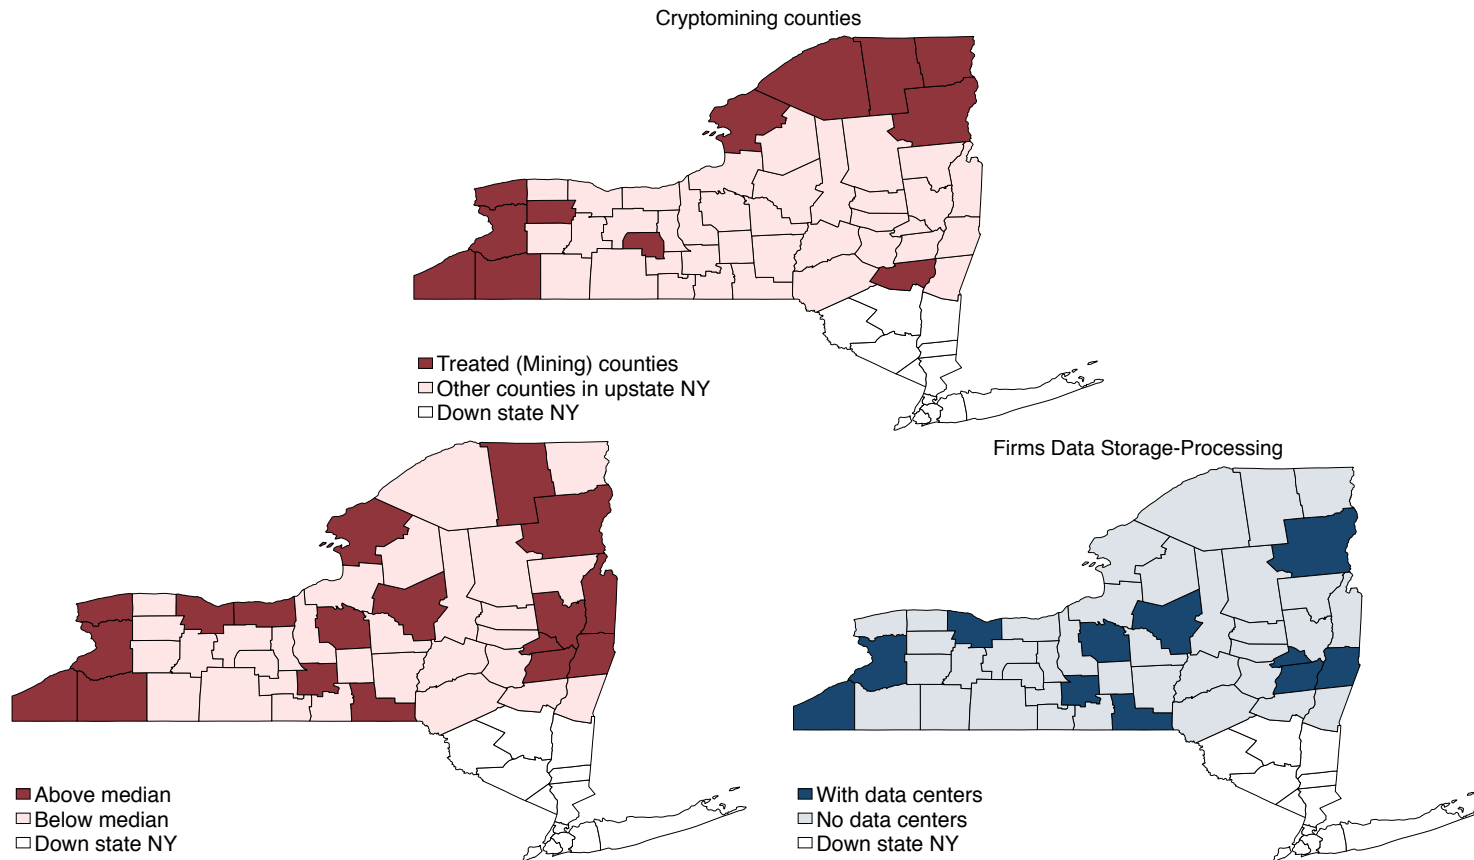 Cryptomining counties
Treated (Mining) counties
Other counties in upstate NY
Down state NY
Above median
Below median
Down state NY
Firms Data Storage-Processing
With data centers
No data centers
Down state NY